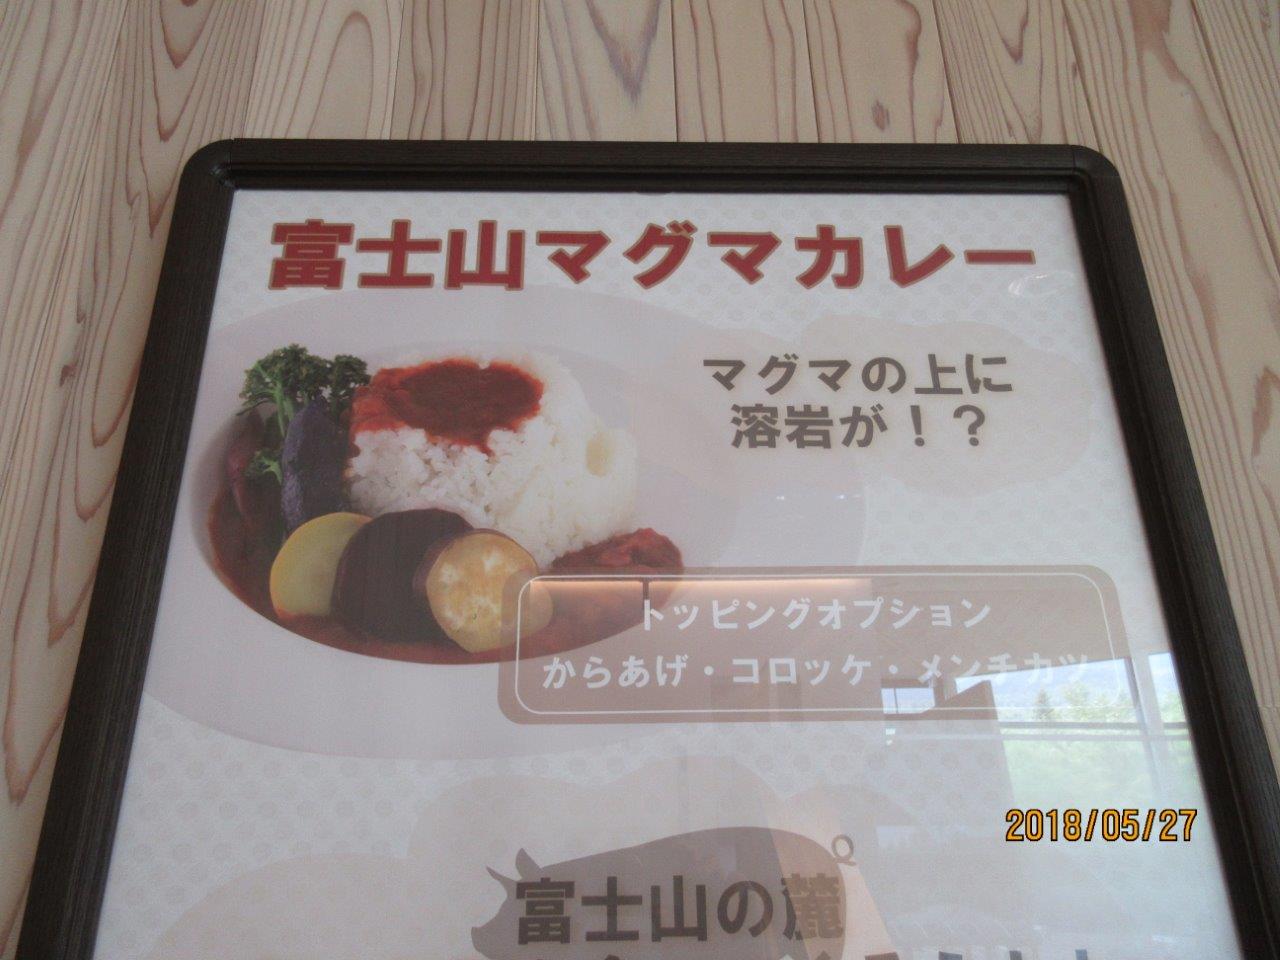 富士山マグマカレー
マグマの上に
溶岩が！？
トッピングオプション
からあげ・コロッケ・メンチカツ
富士山の麓
2018/05/27